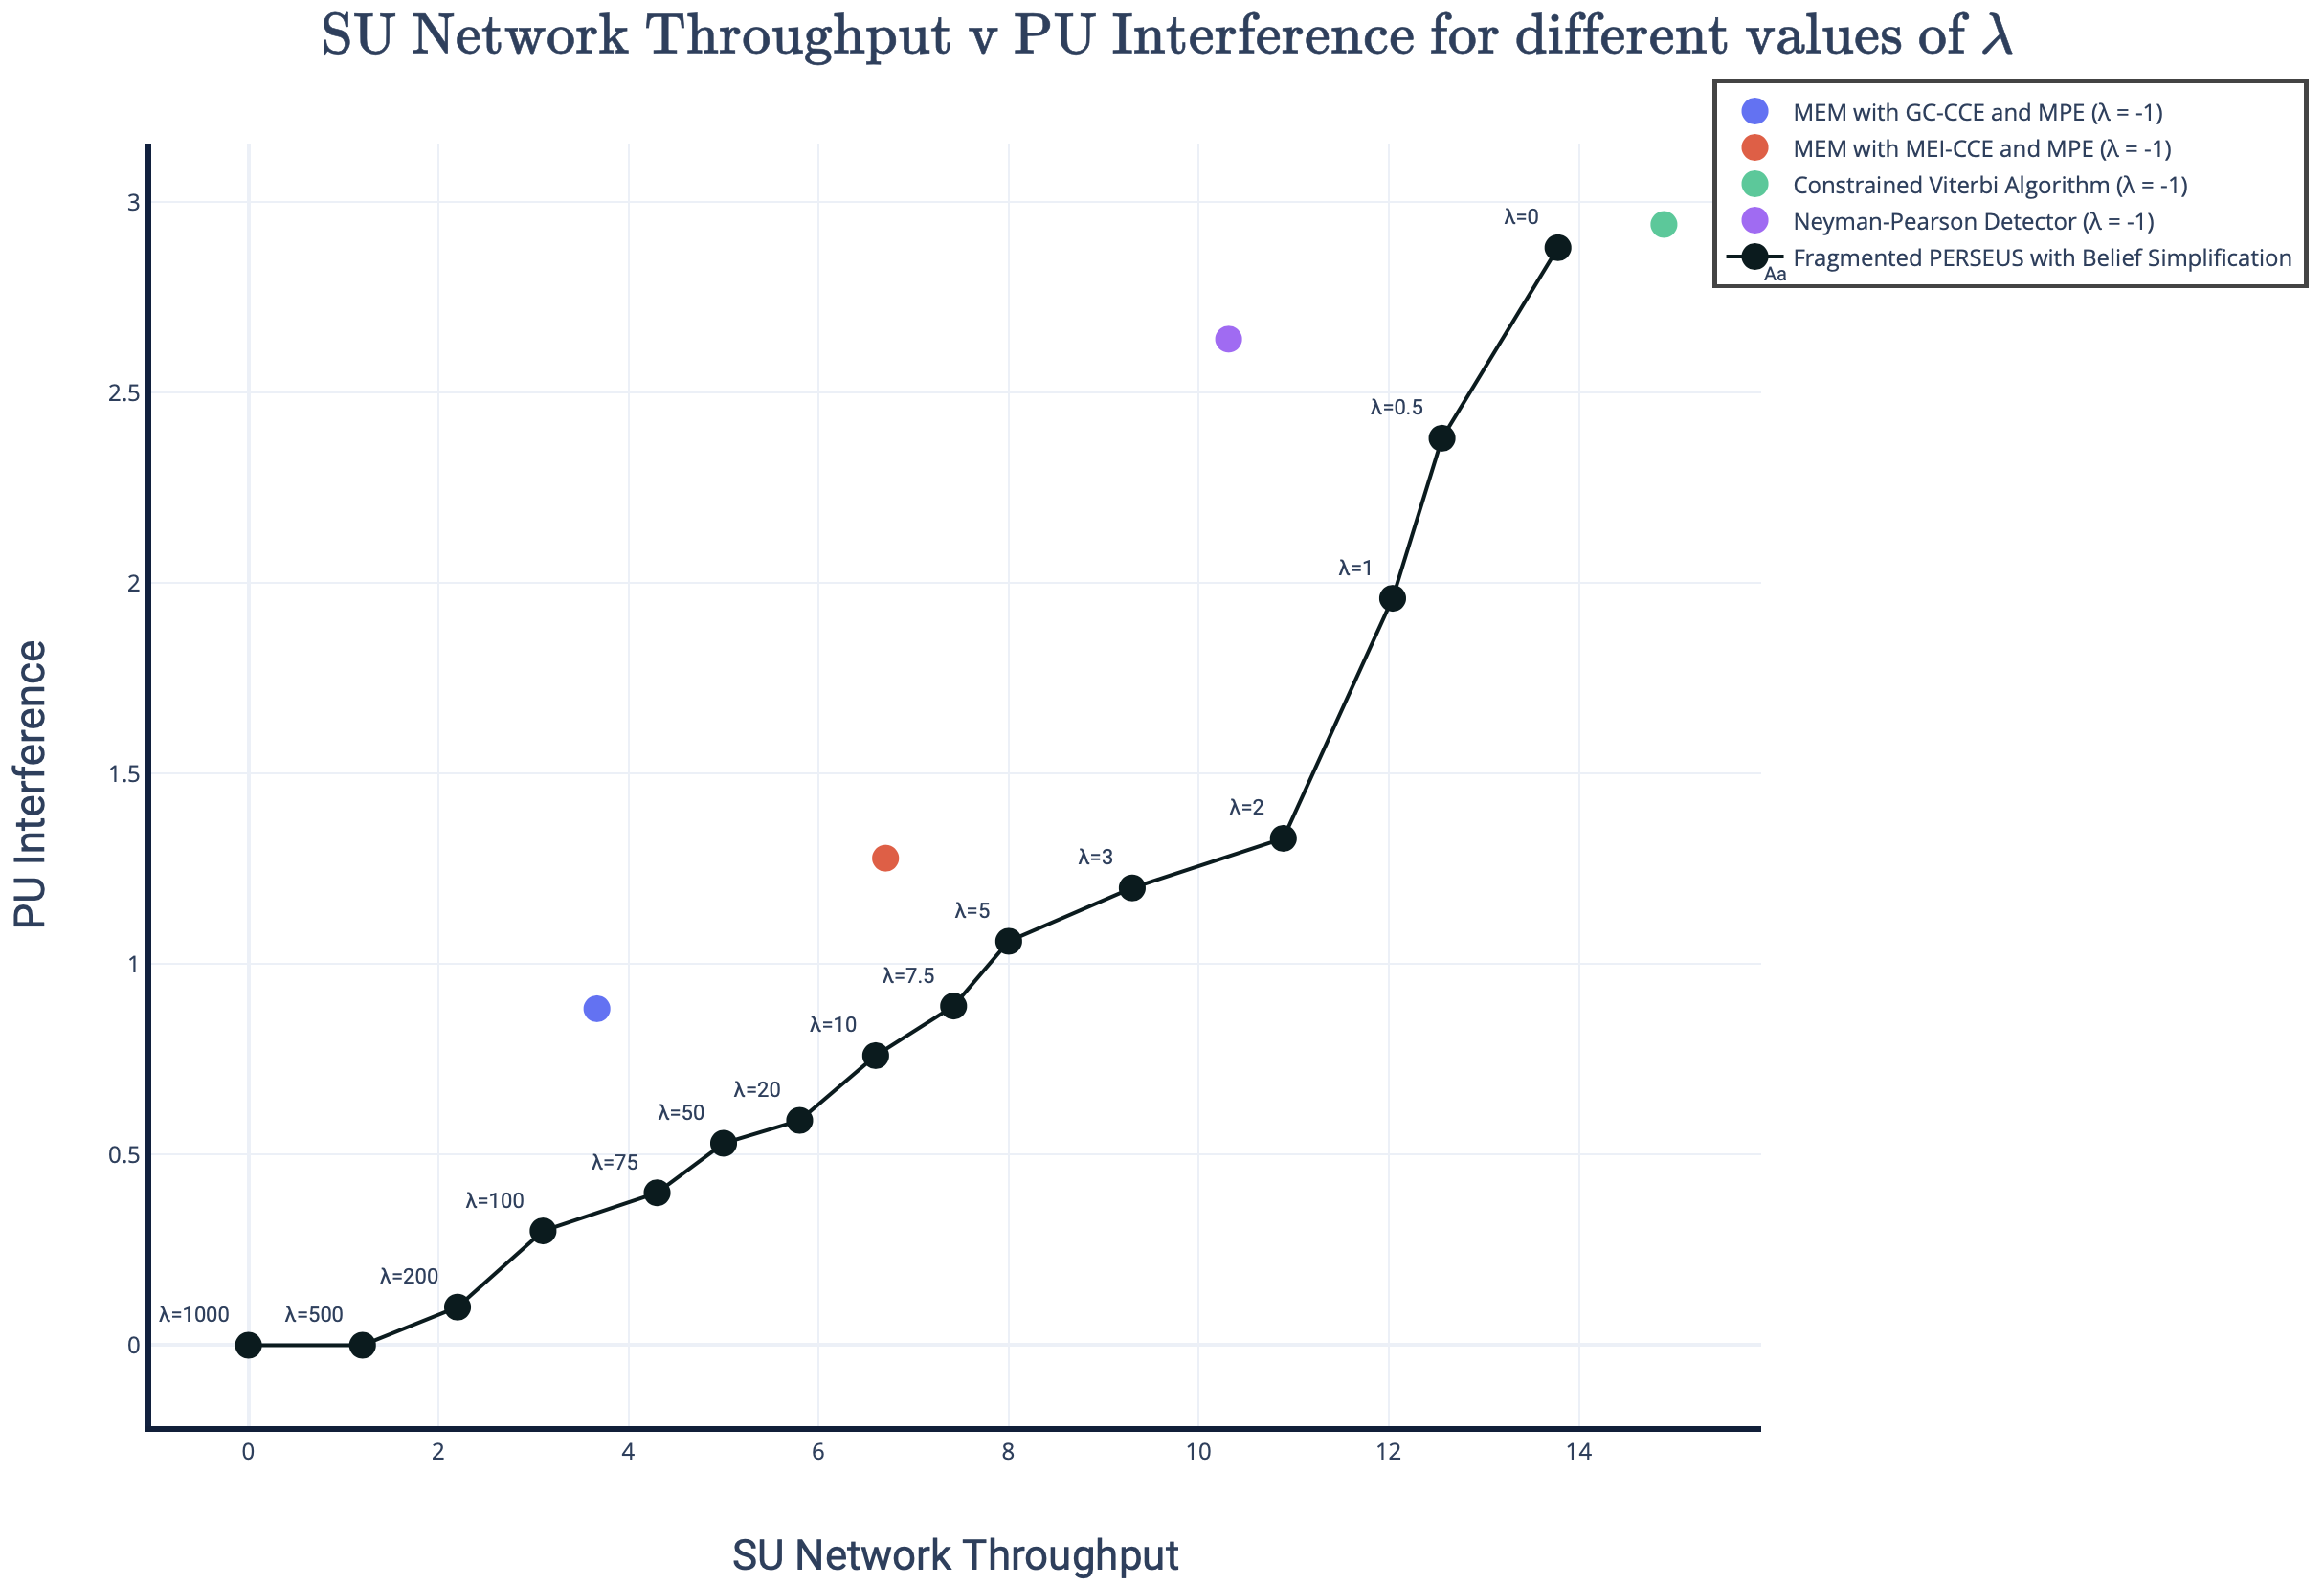 SU Network Throughput v PU Interference for different values of λ
MEM with GC-CCE and MPE (λ = -1)
MEM with MEI-CCE and MPE (λ = -1)
Constrained Viterbi Algorithm (λ = -1)
Neyman-Pearson Detector (λ = -1)
Fragmented PERSEUS with Belief Simplification
Aa
3
2.5
2
1.5
1
0.5
0
PU Interference
λ=0
λ=0.5
λ=1
λ=2
λ=3
λ=5
λ=7.5
λ=10
λ=20
λ=50
λ=75
λ=100
λ=200
λ=500
λ=1000
0 2 4 6 8 10 12 14
SU Network Throughput